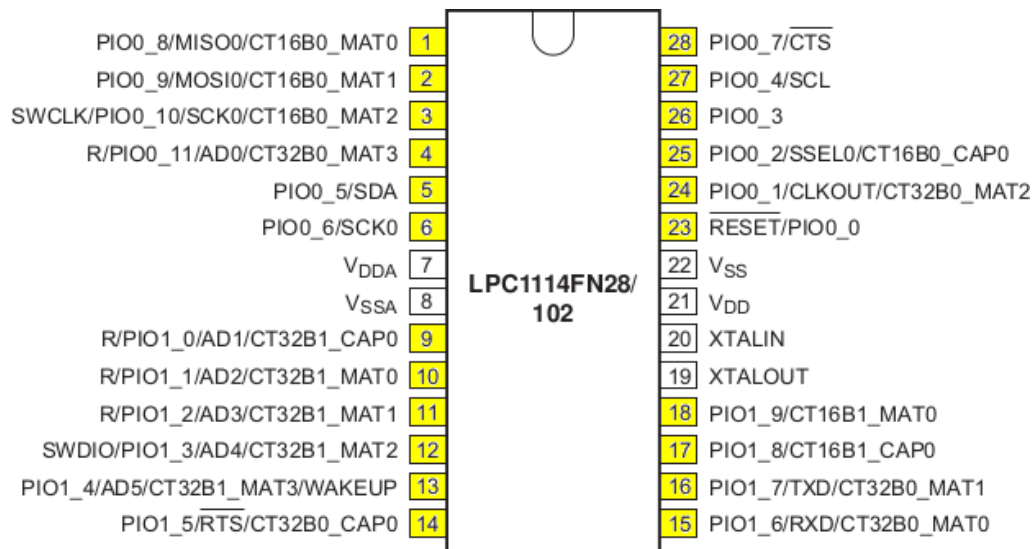 PIO0_8/MISO0/CT16B0_MAT0 1
PIO0_9/MOSI0/CT16B0_MAT1 2
SWCLK/PIO0_10/SCK0/CT16B0_MAT2 3
R/PIO0_11/AD0/CT32B0_MAT3 4
PIO0_5/SDA 5
PIO0_6/SCK0 6
VDDA 7
VSSA 8
R/PIO1_0/AD1/CT32B1_CAP0 9
R/PIO1_1/AD2/CT32B1_MAT0 10
R/PIO1_2/AD3/CT32B1_MAT1 11
SWDIO/PIO1_3/AD4/CT32B1_MAT2 12
PIO1_4/AD5/CT32B1_MAT3/WAKEUP 13
PIO1_5/RTS/CT32B0_CAP0 14
LPC1114FN28/
102
28 PIO0_7/CTS
27 PIO0_4/SCL
26 PIO0_3
25 PIO0_2/SSEL0/CT16B0_CAP0
24 PIO0_1/CLKOUT/CT32B0_MAT2
23 RESET/PIO0_0
22 VSS
21 VDD
20 XTALIN
19 XTALOUT
18 PIO1_9/CT16B1_MAT0
17 PIO1_8/CT16B1_CAP0
16 PIO1_7/TXD/CT32B0_MAT1
15 PIO1_6/RXD/CT32B0_MAT0